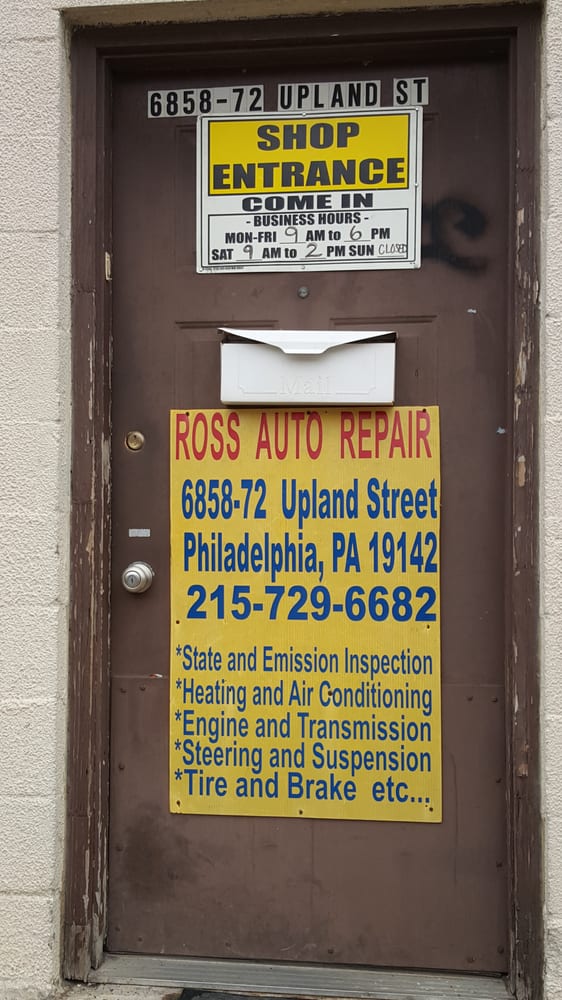 6858-72 UPLAND ST
SHOP
ENTRANCE
COME IN
- BUSINESS HOURS -
MON-FRI 9 AM to 6 PM
SAT 9 AM to 2 PM SUN CLOSED
Mail
ROSS AUTO REPAIR
6858-72 Upland Street
Philadelphia, PA 19142
215-729-6682
*State and Emission Inspection
*Heating and Air Conditioning
*Engine and Transmission
*Steering and Suspension
*Tire and Brake etc...